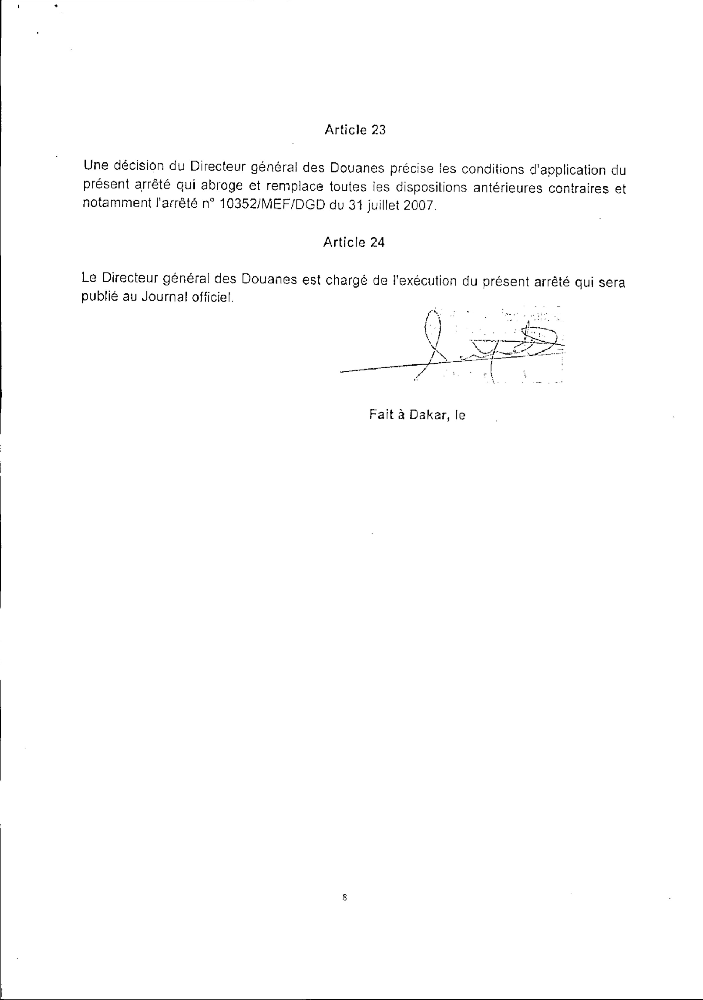 Article 23
Une décision du Directeur général des Douanes précise les conditions d'application du
présent arrêté qui abroge et remplace toutes les dispositions antérieures contraires et
notamment l'arrêté n° 10352/MEF/DGD du 31 juillet 2007.
Article 24
Le Directeur général des Douanes est chargé de l'exécution du présent arrêté qui sera
publié au Journal officiel.
Fait à Dakar, le
8